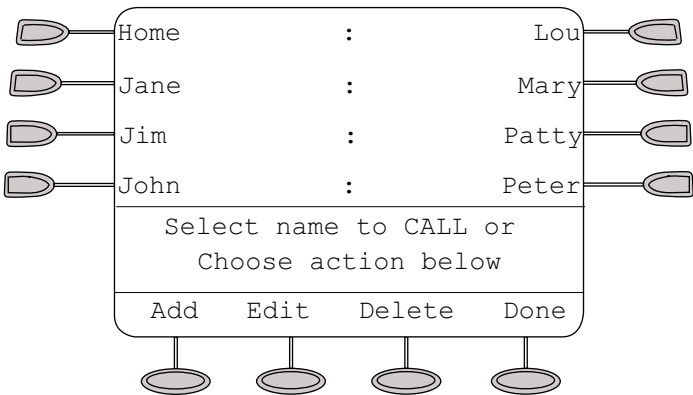 Home : Lou
Jane : Mary
Jim : Patty
John : Peter
Select name to CALL or
Choose action below
Add Edit Delete Done